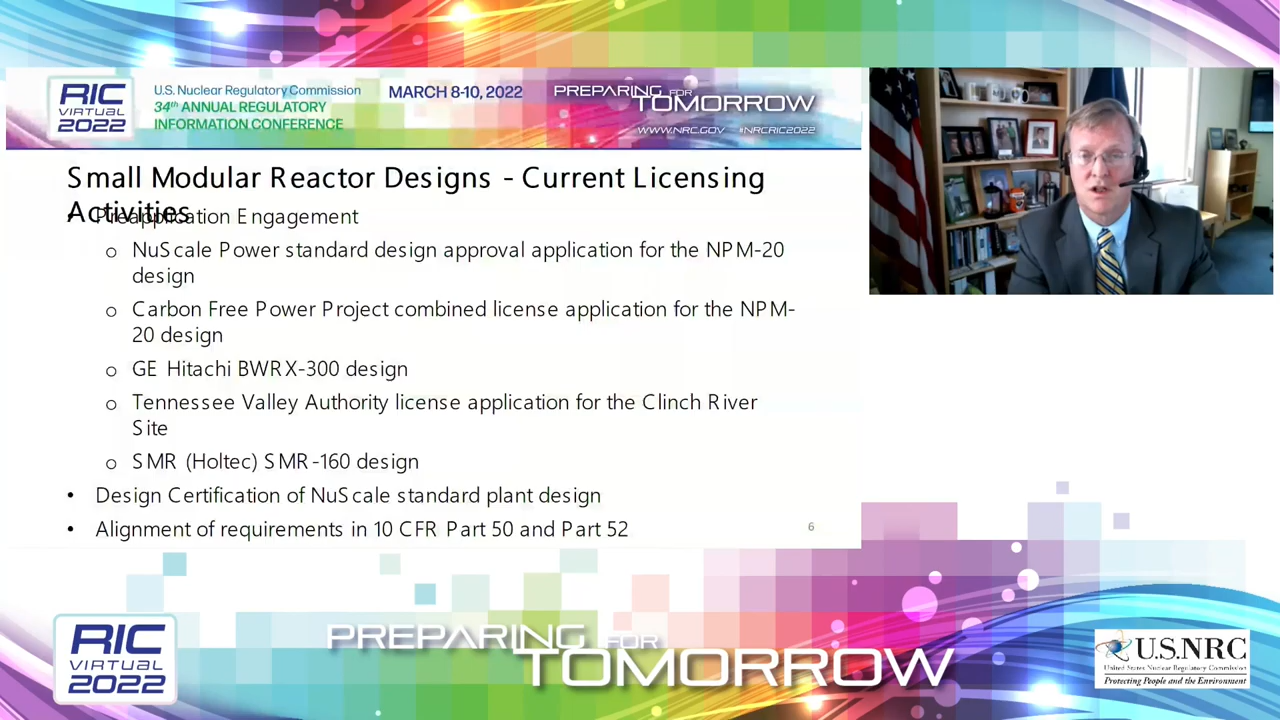 RIC
VIRTUAL
2022
U.S. Nuclear Regulatory Commission
34th ANNUAL REGULATORY
INFORMATION CONFERENCE
MARCH 8-10, 2022
PREPARING FOR
TOMORROW
WWW.NRC.GOV #NRCRIC2022
Small Modular Reactor Designs - Current Licensing
Activities
• Preapplication Engagement
o NuScale Power standard design approval application for the NPM-20
design
o Carbon Free Power Project combined license application for the NPM-
20 design
o GE Hitachi BWRX-300 design
o Tennessee Valley Authority license application for the Clinch River
Site
o SMR (Holtec) SMR-160 design
• Design Certification of NuScale standard plant design
• Alignment of requirements in 10 CFR Part 50 and Part 52
6
RIC
VIRTUAL
2022
PREPARING FOR
TOMORROW
U.S.NRC
United States Nuclear Regulatory Commission
Protecting People and the Environment